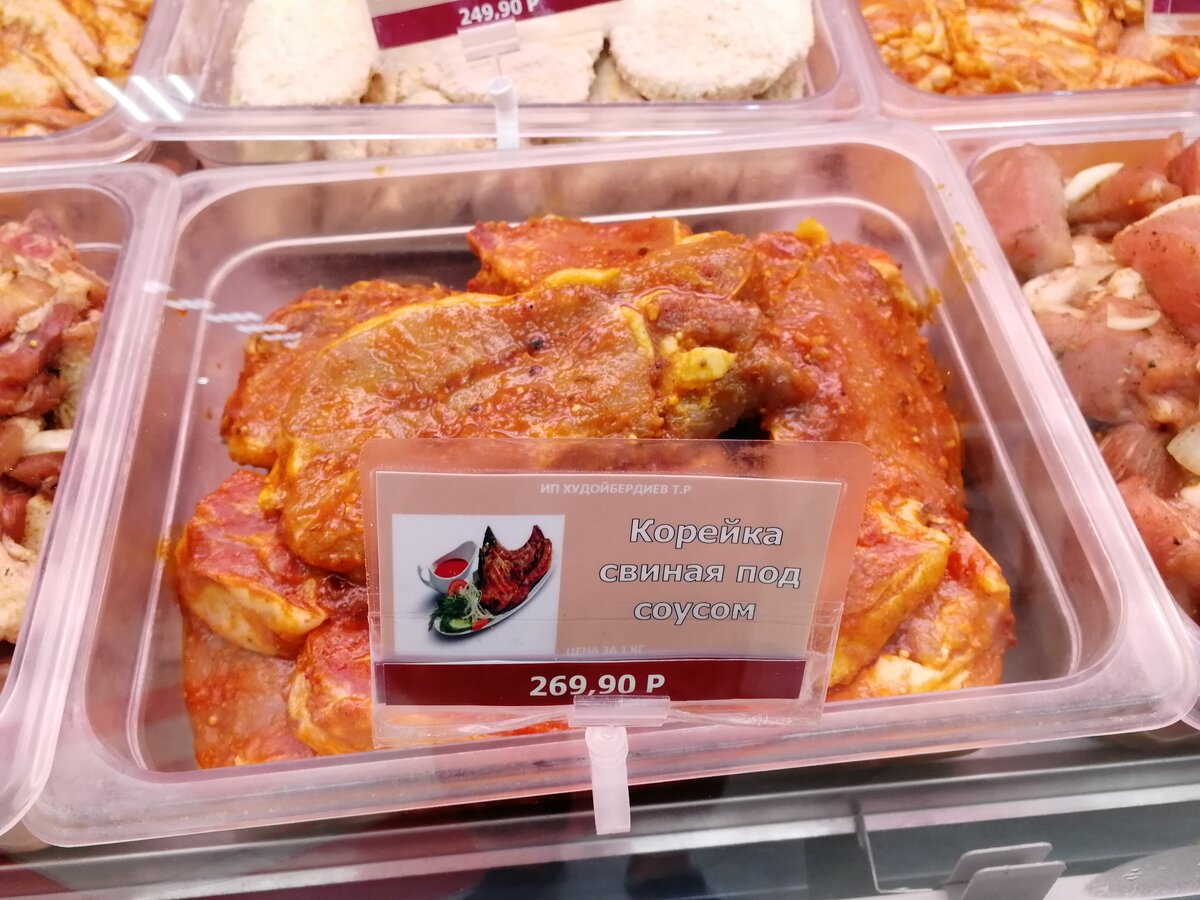 249,90 Р
ИП ХУДОЙБЕРДИЕВ Т.Р
Корейка
свиная под
соусом
ЦЕНА ЗА 1 КГ
269,90 Р